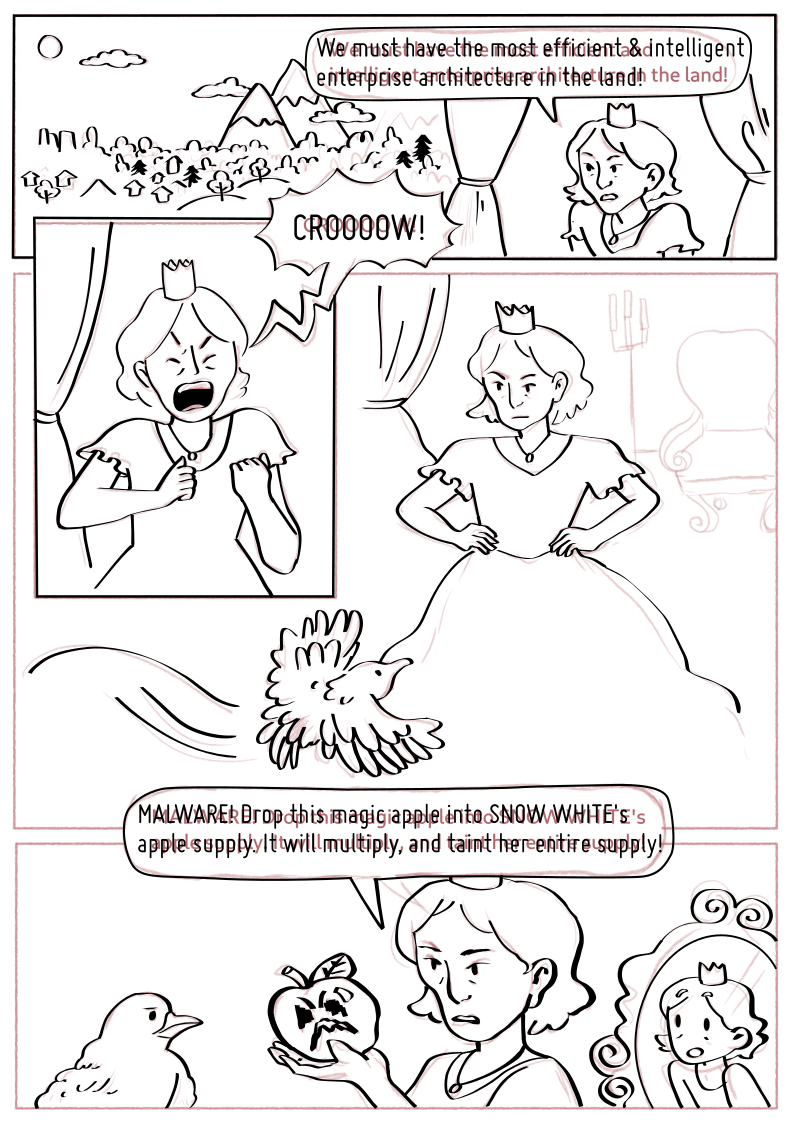 We must have the most efficient & intelligent
enterprise architecture in the land!
CROOOOW!
MALWARE! Drop this magic apple into SNOW WHITE's
apple supply. It will multiply, and taint her entire supply!